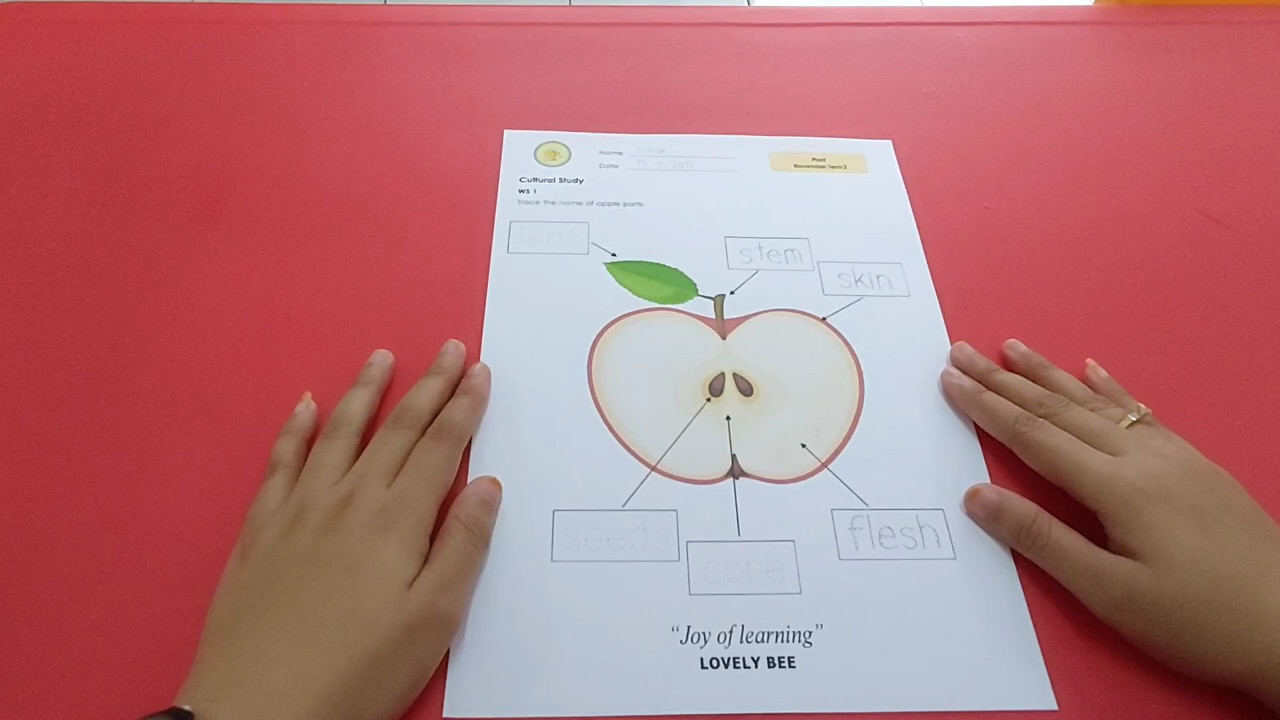 Name
Date
Plant
November Term 2
Cultural Study
WS 1
Trace the name of apple parts.
leaf
stem
skin
seeds
core
flesh
“Joy of learning”
LOVELY BEE